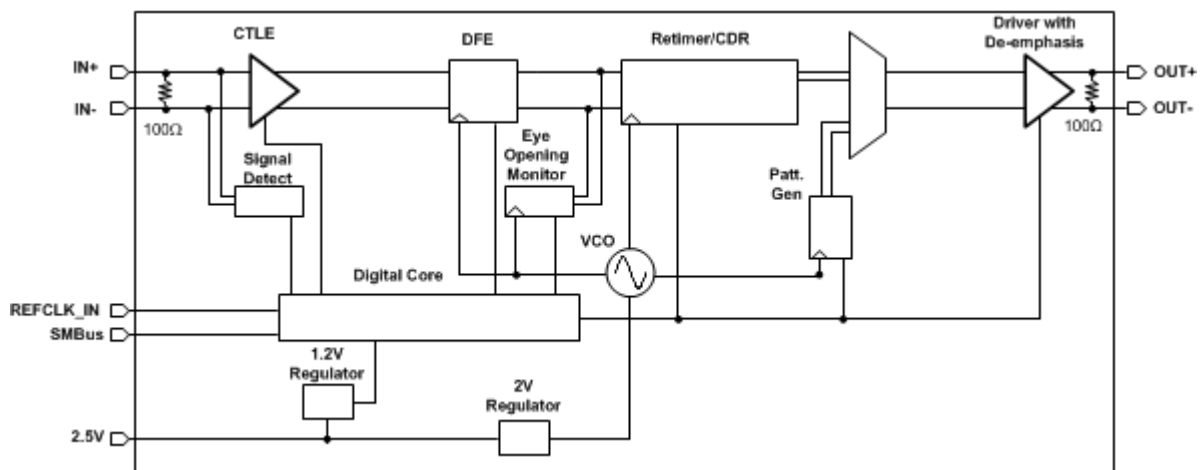 CTLE
DFE
Retimer/CDR
Driver with
De-emphasis
IN+
IN-
100Ω
OUT+
OUT-
100Ω
Signal
Detect
Eye
Opening
Monitor
Patt.
Gen
VCO
Digital Core
REFCLK_IN
SMBus
1.2V
Regulator
2V
Regulator
2.5V